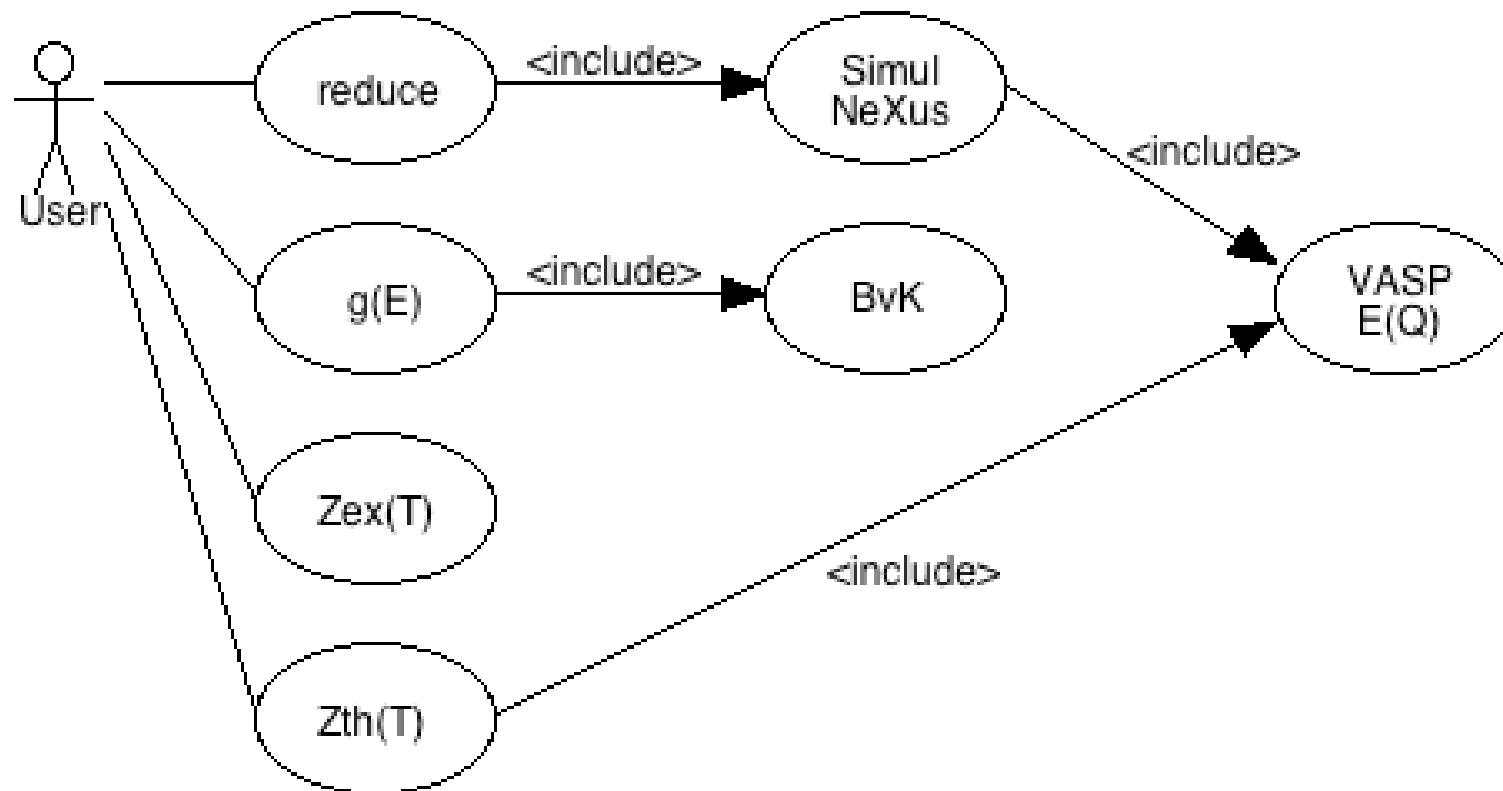 <include>
reduce
Simul
NeXus
<include>
User
<include>
g(E)
BvK
VASP
E(Q)
Zex(T)
<include>
Zth(T)